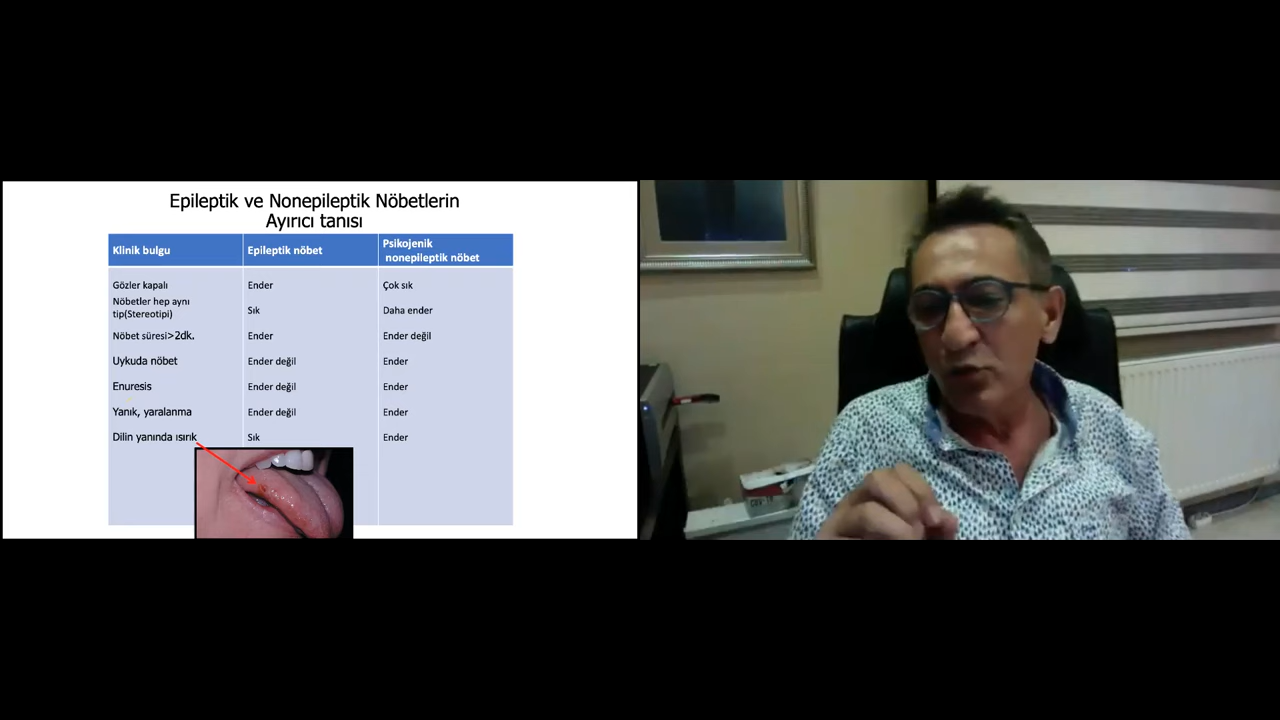 Epileptik ve Nonepileptik Nöbetlerin
Ayırıcı tanısı
Klinik bulgu Epileptik nöbet Psikojenik
nonepileptik nöbet
Gözler kapalı Ender Çok sık
Nöbetler hep aynı
tip(Stereotipi) Sık Daha ender
Nöbet süresi>2dk. Ender Ender değil
Uykuda nöbet Ender değil Ender
Enuresis Ender değil Ender
Yanık, yaralanma Ender değil Ender
Dilin yanında ısırık Sık Ender